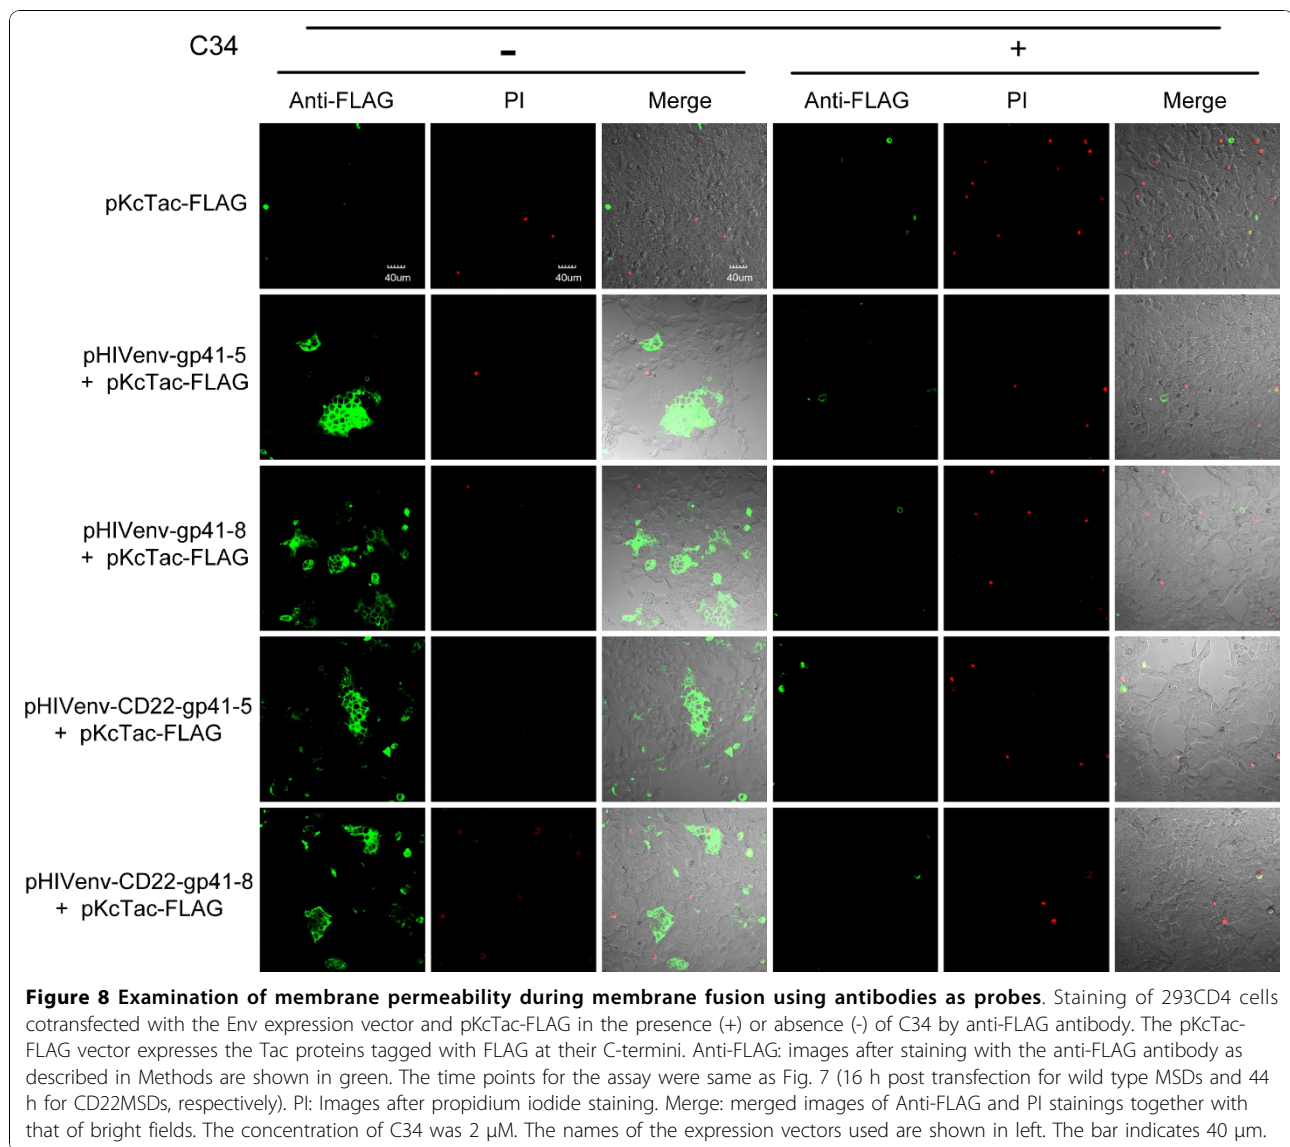 C34
-
+
Anti-FLAG PI Merge Anti-FLAG PI Merge
pKcTac-FLAG
40um 40um 40um
pHIVenv-gp41-5
+ pKcTac-FLAG
pHIVenv-gp41-8
+ pKcTac-FLAG
pHIVenv-CD22-gp41-5
+ pKcTac-FLAG
pHIVenv-CD22-gp41-8
+ pKcTac-FLAG
Figure 8 Examination of membrane permeability during membrane fusion using antibodies as probes. Staining of 293CD4 cells
cotransfected with the Env expression vector and pKcTac-FLAG in the presence (+) or absence (-) of C34 by anti-FLAG antibody. The pKcTac-
FLAG vector expresses the Tac proteins tagged with FLAG at their C-termini. Anti-FLAG: images after staining with the anti-FLAG antibody as
described in Methods are shown in green. The time points for the assay were same as Fig. 7 (16 h post transfection for wild type MSDs and 44
h for CD22MSDs, respectively). PI: Images after propidium iodide staining. Merge: merged images of Anti-FLAG and PI stainings together with
that of bright fields. The concentration of C34 was 2 μM. The names of the expression vectors used are shown in left. The bar indicates 40 μm.